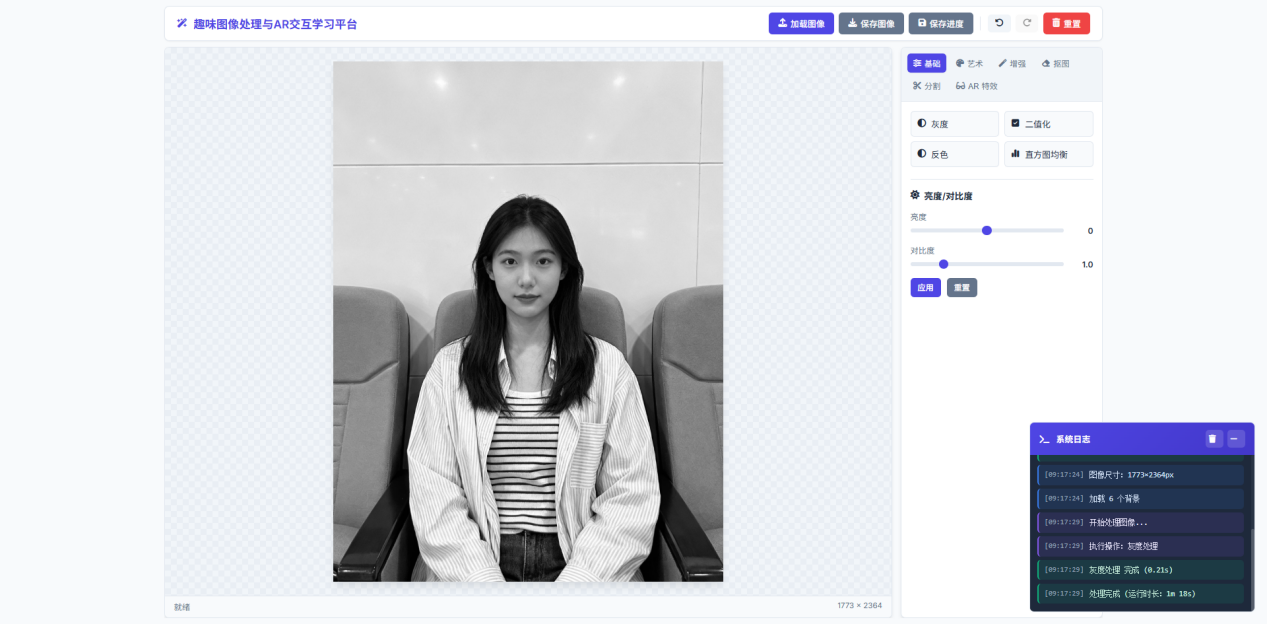 趣味图像处理与AR交互学习平台
加载图像 保存图像 保存进度 重置
基础 艺术 增强 抠图
分割 AR 特效
灰度 二值化
反色 直方图均衡
亮度/对比度
亮度
0
对比度
1.0
应用 重置
系统日志
[09:17:24] 图像尺寸: 1773×2364px
[09:17:24] 加载 6 个背景
[09:17:29] 开始处理图像...
[09:17:29] 执行操作: 灰度处理
[09:17:29] 灰度处理 完成 (0.21s)
[09:17:29] 处理完成 (运行时长: 1m 18s)
就绪 1773 × 2364